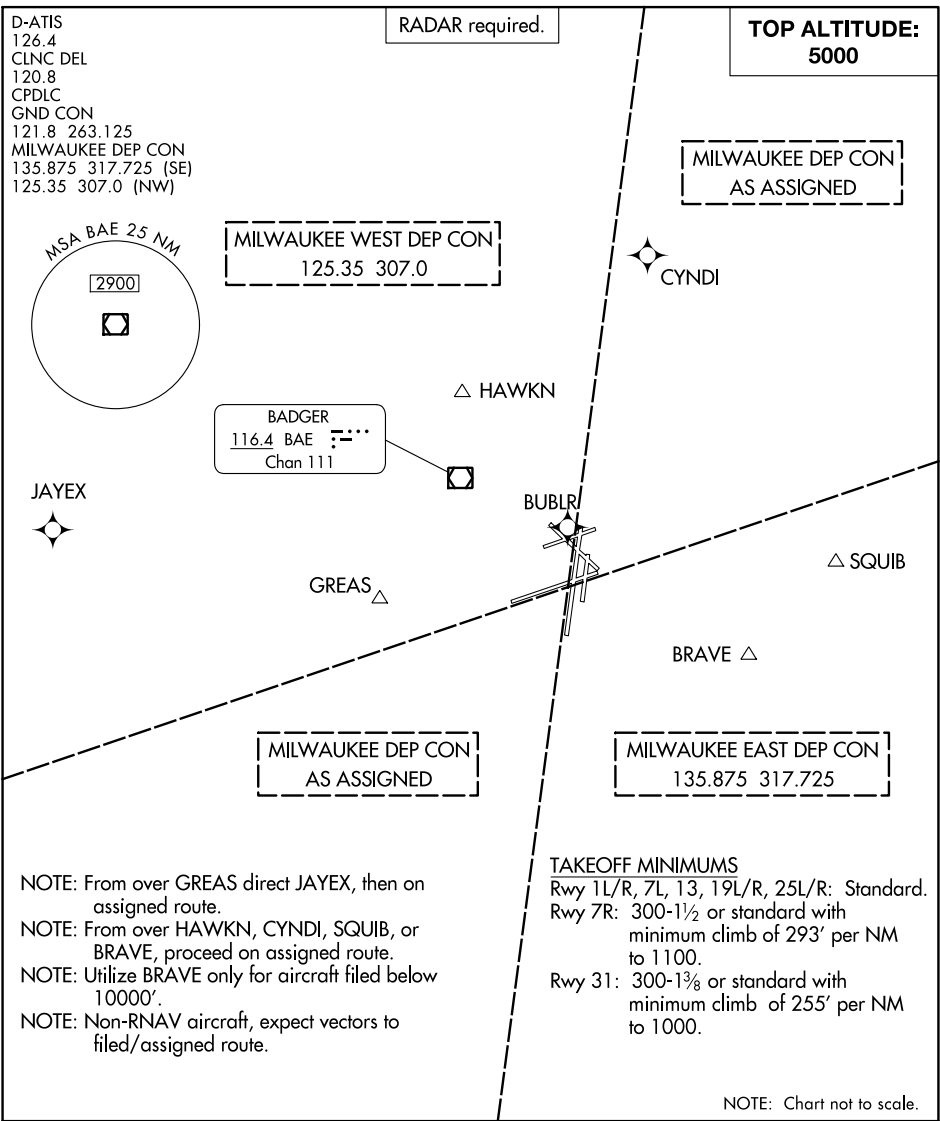 D-ATIS
126.4
CLNC DEL
120.8
CPDLC
GND CON
121.8 263.125
MILWAUKEE DEP CON
135.875 317.725 (SE)
125.35 307.0 (NW)
RADAR required.
TOP ALTITUDE:
5000
MILWAUKEE DEP CON
AS ASSIGNED
MSA BAE 25 NM
2900
MILWAUKEE WEST DEP CON
125.35 307.0
CYNDI
HAWKN
BADGER
116.4 BAE
Chan 111
JAYEX
BUBLR
GREAS
SQUIB
BRAVE
MILWAUKEE DEP CON
AS ASSIGNED
MILWAUKEE EAST DEP CON
135.875 317.725
NOTE: From over GREAS direct JAYEX, then on
assigned route.
NOTE: From over HAWKN, CYNDI, SQUIB, or
BRAVE, proceed on assigned route.
NOTE: Utilize BRAVE only for aircraft filed below
10000'.
NOTE: Non-RNAV aircraft, expect vectors to
filed/assigned route.
TAKEOFF MINIMUMS
Rwy 1L/R, 7L, 13, 19L/R, 25L/R: Standard.
Rwy 7R: 300-1½ or standard with
minimum climb of 293' per NM
to 1100.
Rwy 31: 300-1⅜ or standard with
minimum climb of 255' per NM
to 1000.
NOTE: Chart not to scale.